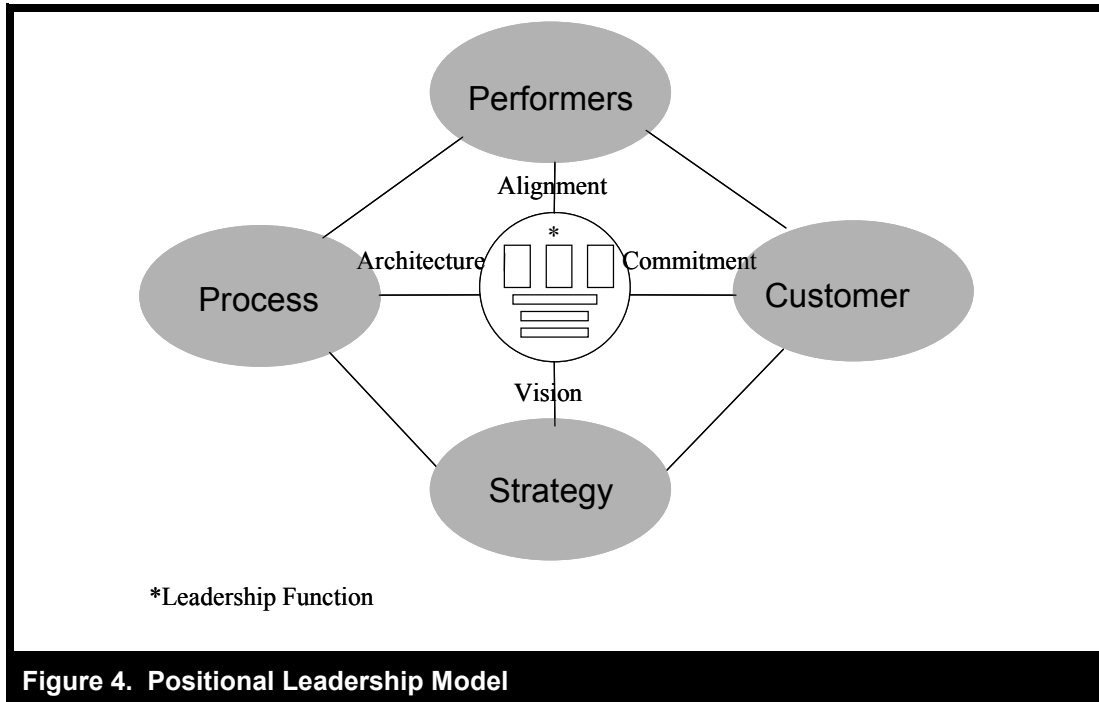 Performers
Alignment
*
Architecture
Commitment
Process
Customer
Vision
Strategy
*Leadership Function
Figure 4. Positional Leadership Model